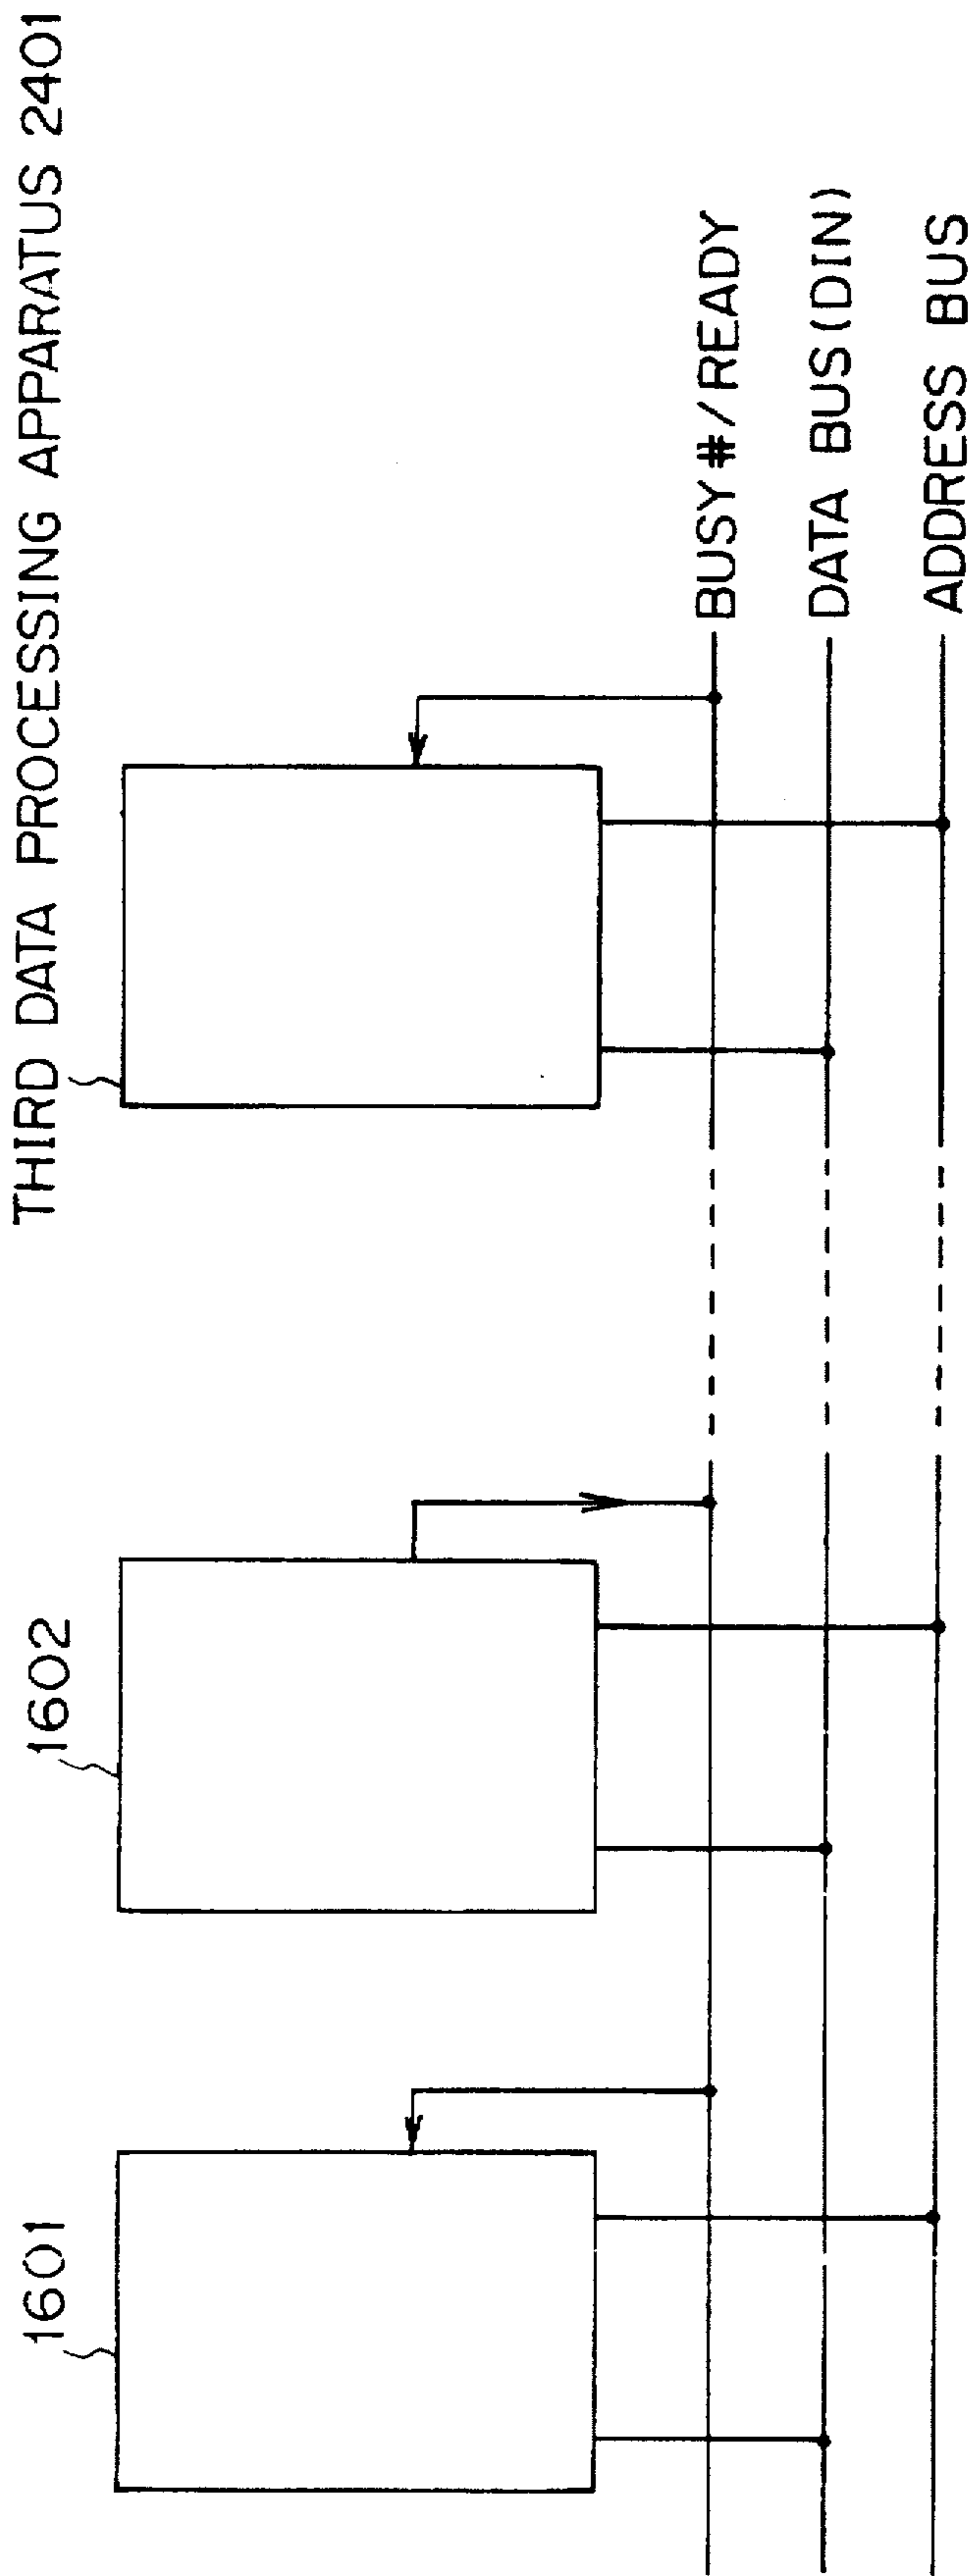 THIRD DATA PROCESSING APPARATUS 2401
1601
1602
BUSY#/READY
DATA BUS(DIN)
ADDRESS BUS